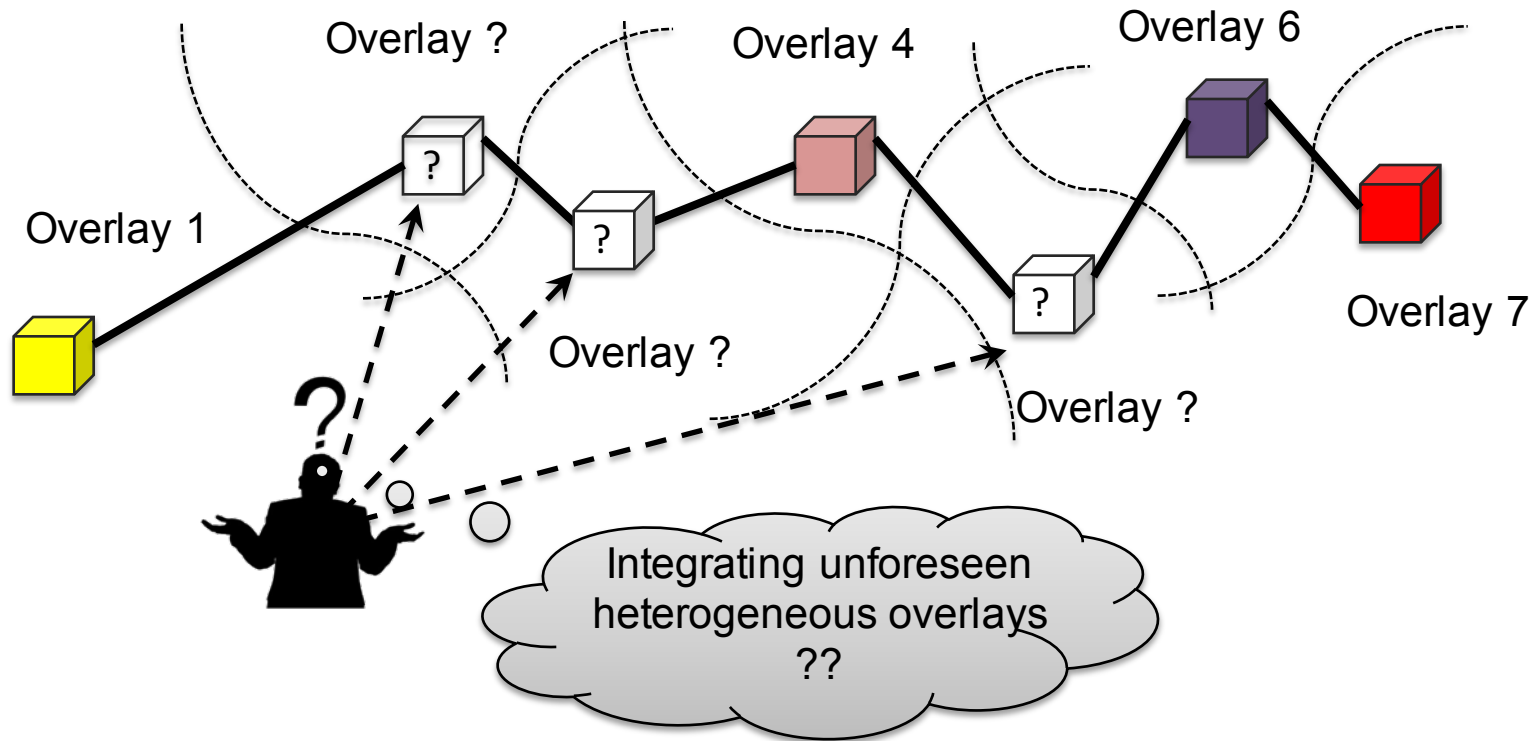 Overlay ?
Overlay 4
Overlay 6
?
Overlay 1
?
?
Overlay 7
Overlay ?
Overlay ?
?
Integrating unforeseen
heterogeneous overlays
??